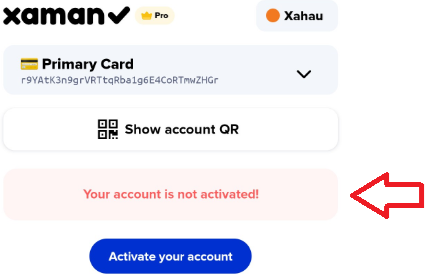 xaman Pro Xahau
Primary Card
r9YAtK3n9grVRTtqRba1g6E4CoRTmwZHGr
Show account QR
Your account is not activated!
Activate your account